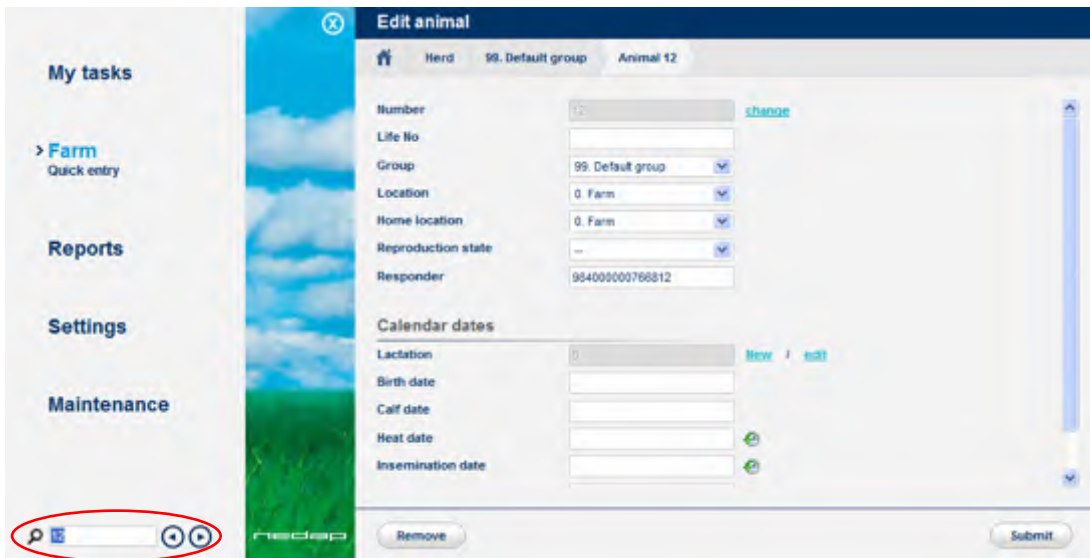 Edit animal
Herd 99. Default group Animal 12
My tasks
Farm
Quick entry
Reports
Settings
Maintenance
12
nedap
Number 12 change
Life No
Group 99. Default group
Location 0. Farm
Home location 0. Farm
Reproduction state --
Responder 984000000766812
Calendar dates
Lactation 0 New / edit
Birth date
Calf date
Heat date
Insemination date
Remove Submit